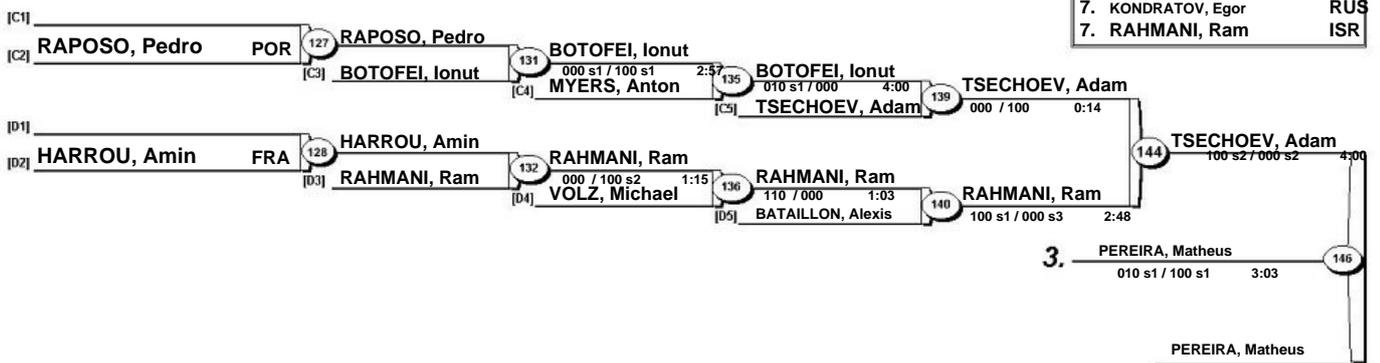 7. KONDRATOV, Egor RUS
7. RAHMANI, Ram ISR
[C1]
[C2] RAPOSO, Pedro POR
127
RAPOSO, Pedro
[C3] BOTOFEI, Ionut
131
BOTOFEI, Ionut
000 s1 / 100 s1 2:57
[C4] MYERS, Anton
135
BOTOFEI, Ionut
010 s1 / 000 4:00
[C5] TSECHOEV, Adam
139
TSECHOEV, Adam
000 / 100 0:14
[D1]
[D2] HARROU, Amin FRA
128
HARROU, Amin
[D3] RAHMANI, Ram
132
RAHMANI, Ram
000 / 100 s2 1:15
[D4] VOLZ, Michael
136
RAHMANI, Ram
110 / 000 1:03
[D5] BATAILLON, Alexis
140
RAHMANI, Ram
100 s1 / 000 s3 2:48
144
TSECHOEV, Adam
100 s2 / 000 s2 4:00
3. PEREIRA, Matheus
010 s1 / 100 s1 3:03
146
PEREIRA, Matheus